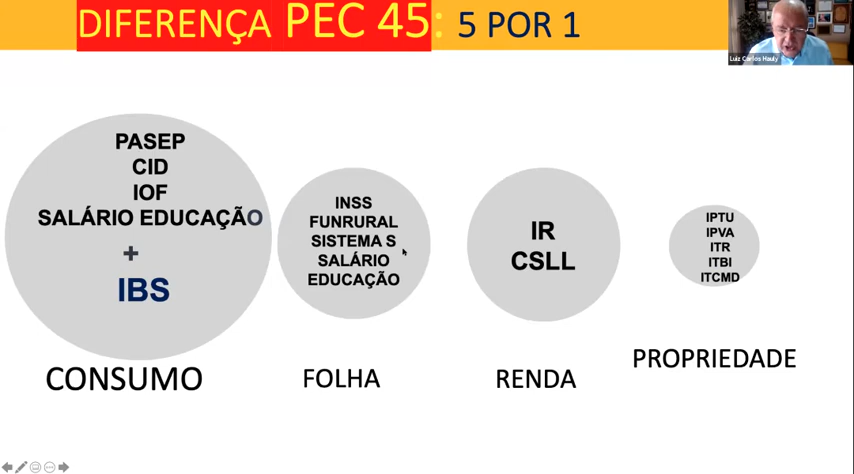 DIFERENÇA PEC 45: 5 POR 1
Luiz Carlos Hauly
PASEP
CID
IOF
SALÁRIO EDUCAÇÃO
+
IBS
CONSUMO
INSS
FUNRURAL
SISTEMA S
SALÁRIO
EDUCAÇÃO
FOLHA
IR
CSLL
RENDA
IPTU
IPVA
ITR
ITBI
ITCMD
PROPRIEDADE